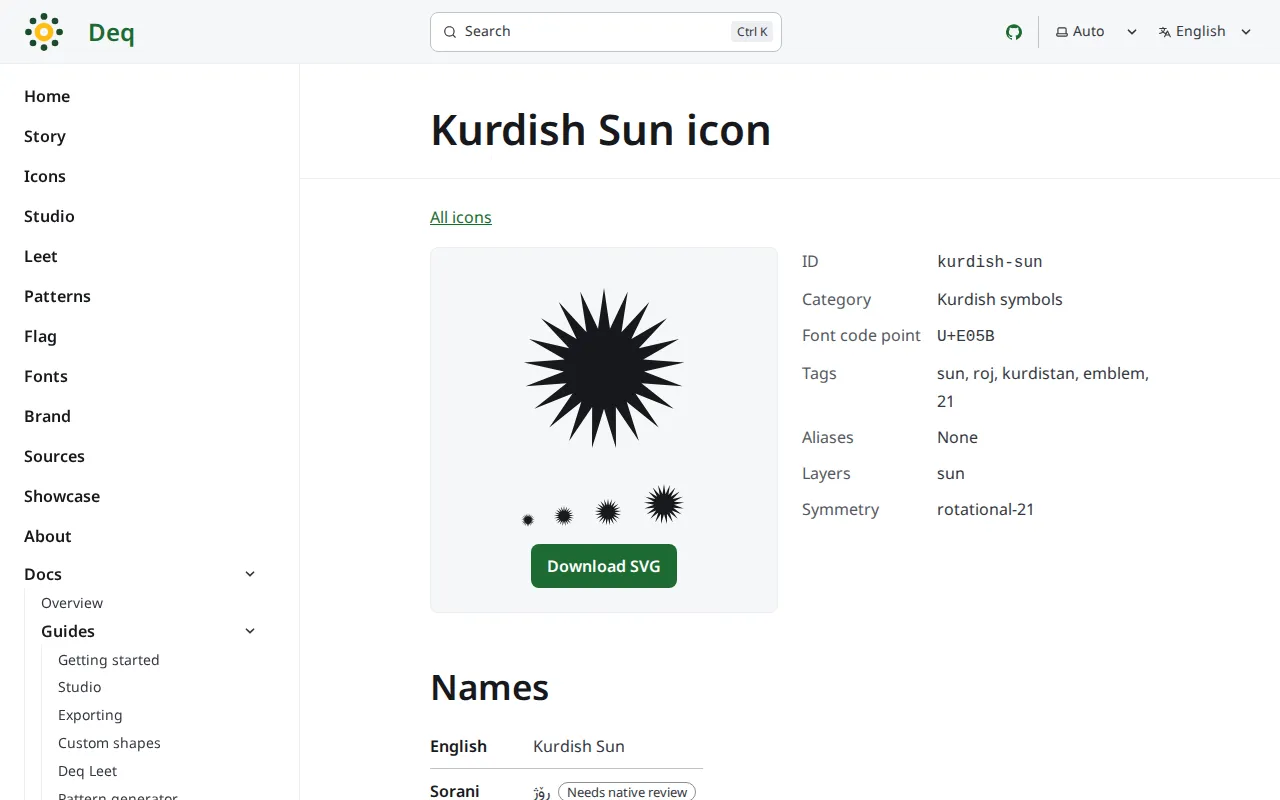 Deq
Search
Ctrl K
Auto
English
Home
Story
Icons
Studio
Leet
Patterns
Flag
Fonts
Brand
Sources
Showcase
About
Docs
Overview
Guides
Getting started
Studio
Exporting
Custom shapes
Deq Leet
Pattern generator
Kurdish Sun icon
All icons
Download SVG
ID kurdish-sun
Category Kurdish symbols
Font code point U+E05B
Tags sun, roj, kurdistan, emblem,
21
Aliases None
Layers sun
Symmetry rotational-21
Names
English Kurdish Sun
Sorani ڕۆژ Needs native review